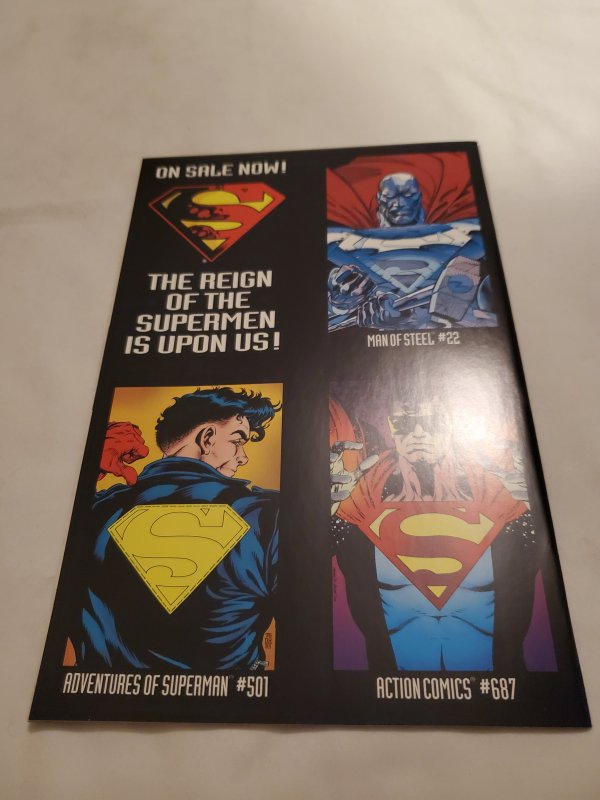 ON SALE NOW!
THE REIGN
OF THE
SUPERMEN
IS UPON US!
MAN OF STEEL #22
ADVENTURES OF SUPERMAN® #501
ACTION COMICS® #687